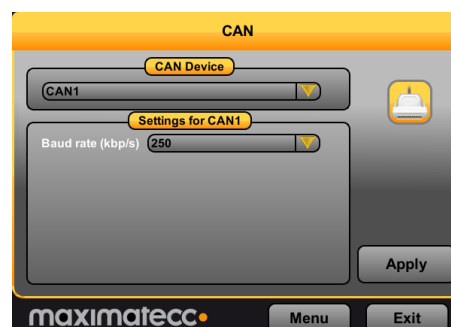 CAN
CAN Device
CAN1
Settings for CAN1
Baud rate (kbp/s) 250
Apply
maximatecc
Menu
Exit